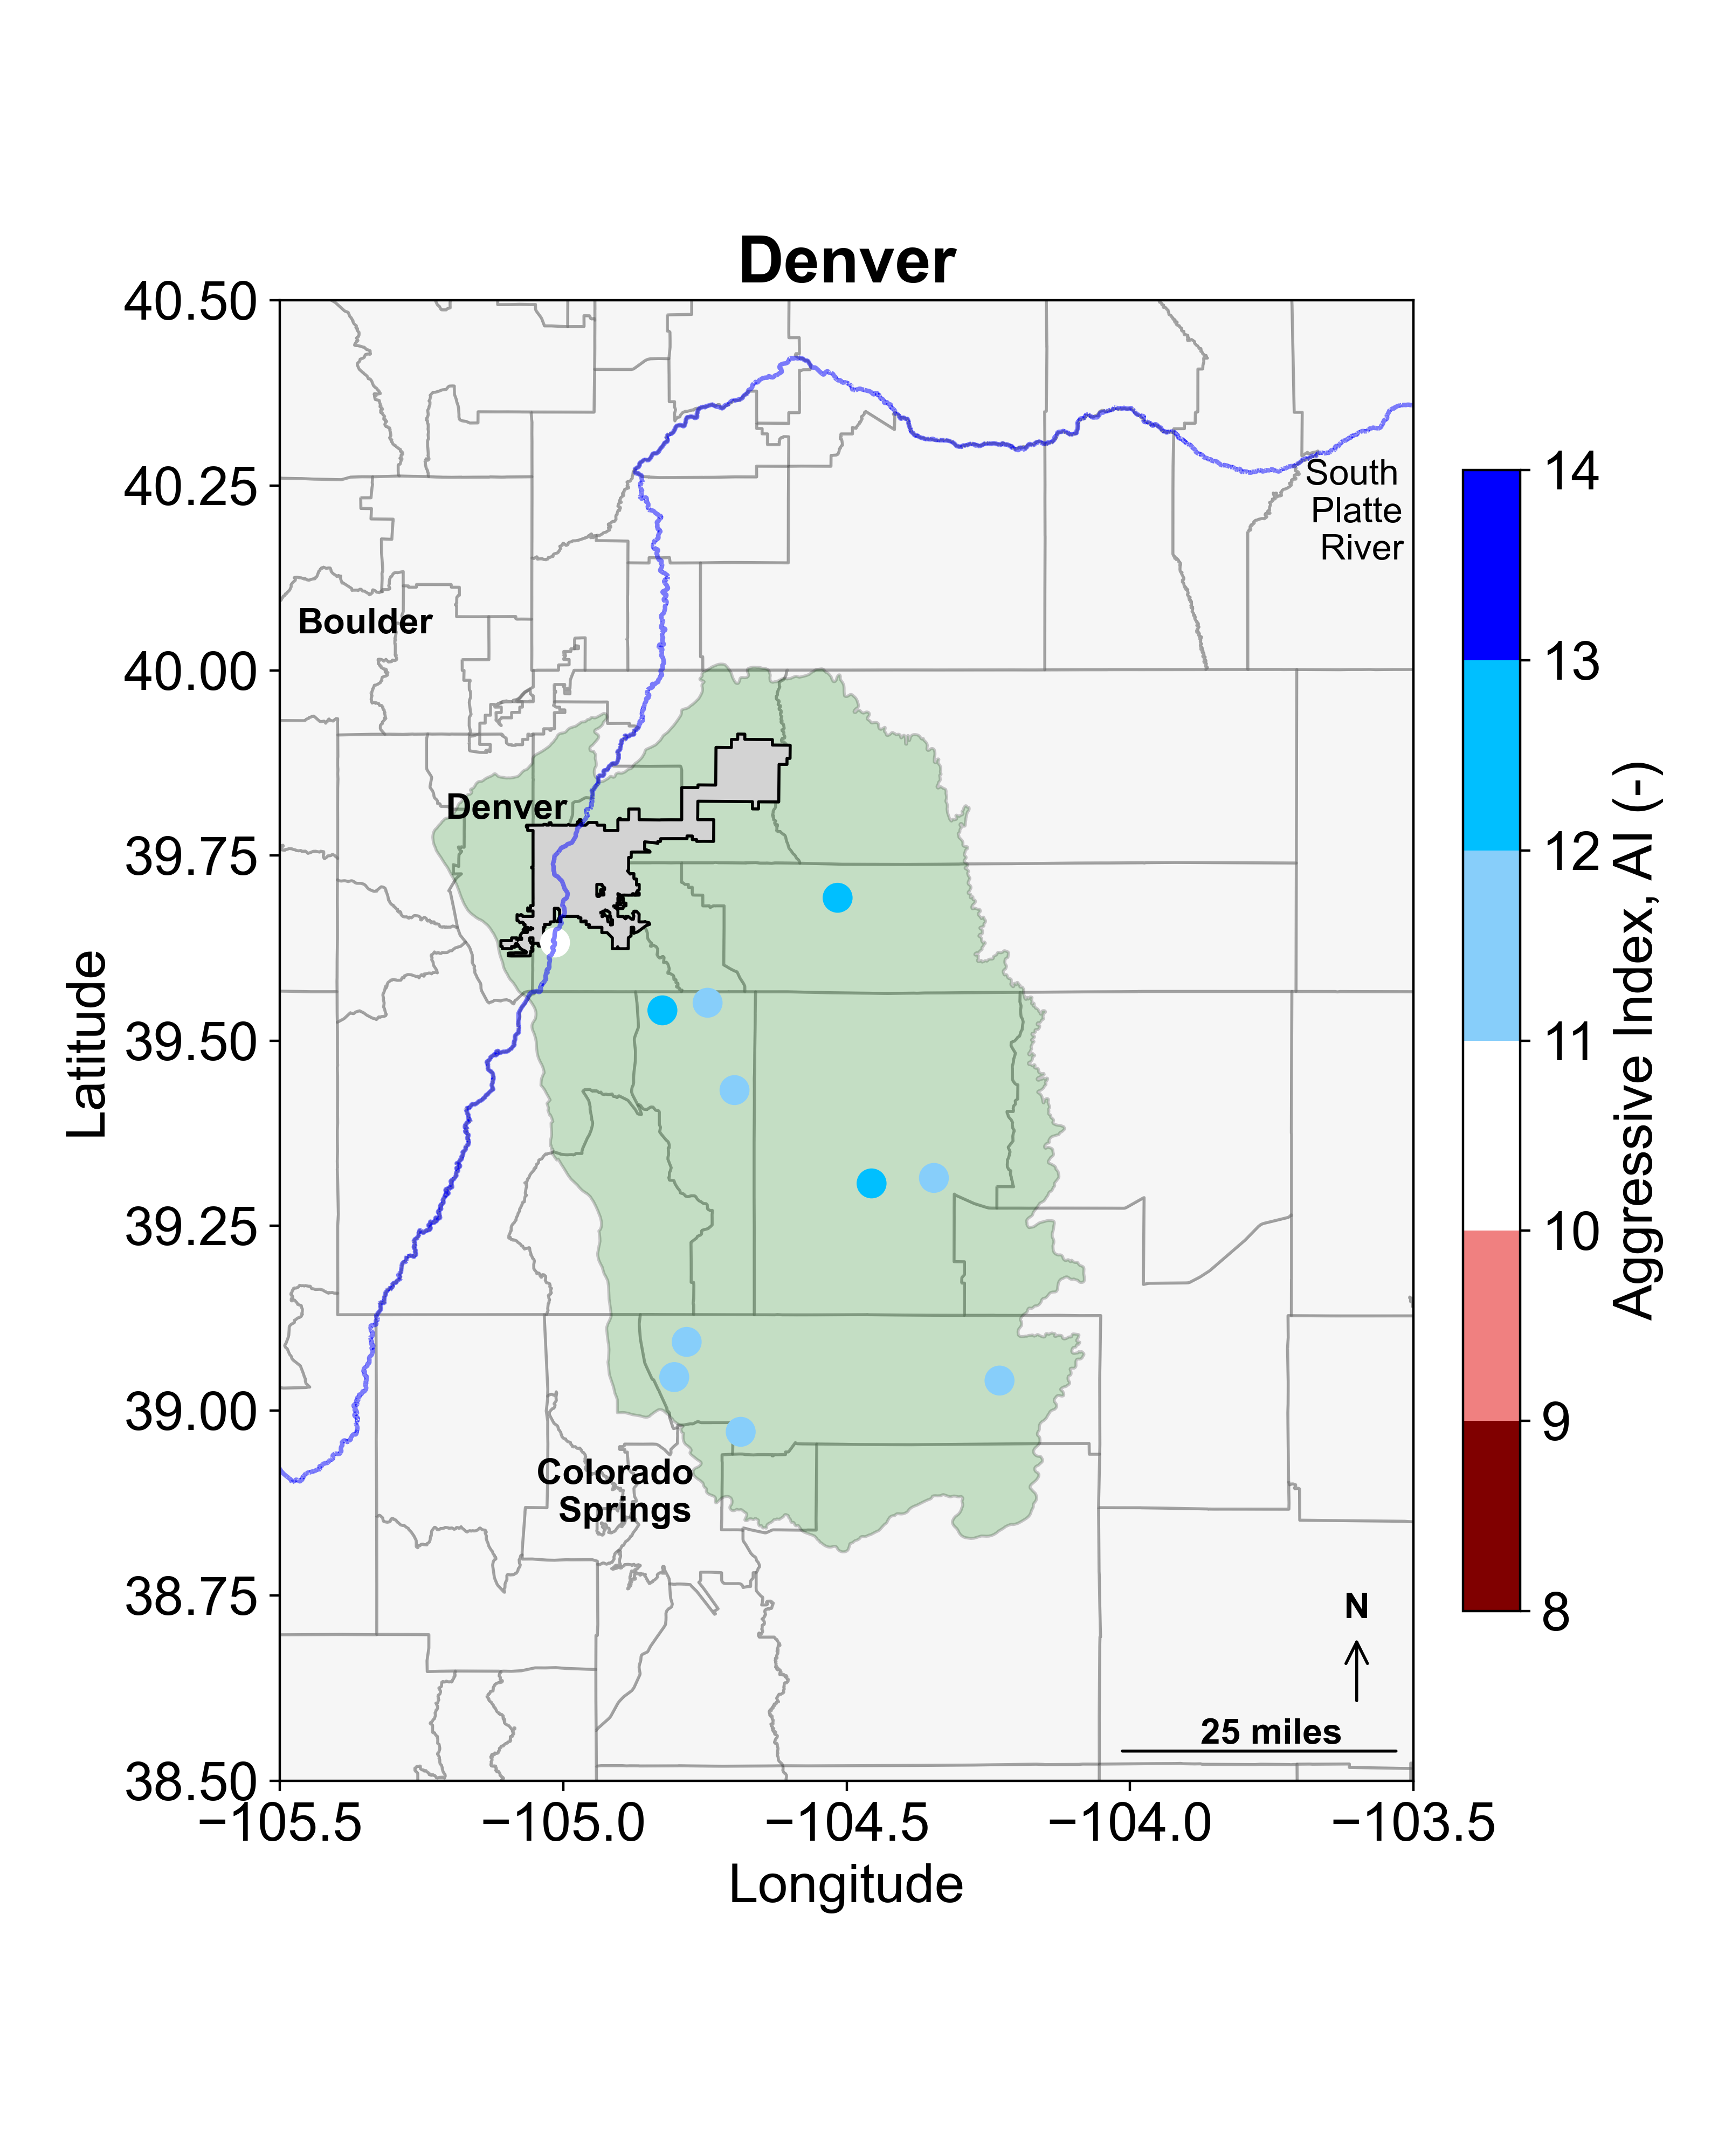 Denver
40.50
40.25
40.00
39.75
39.50
39.25
39.00
38.75
38.50
Latitude
−105.5
−105.0
−104.5
−104.0
−103.5
Longitude
South
Platte
River
Boulder
Denver
Colorado
Springs
N
25 miles
14
13
12
11
10
9
8
Aggressive Index, AI (-)